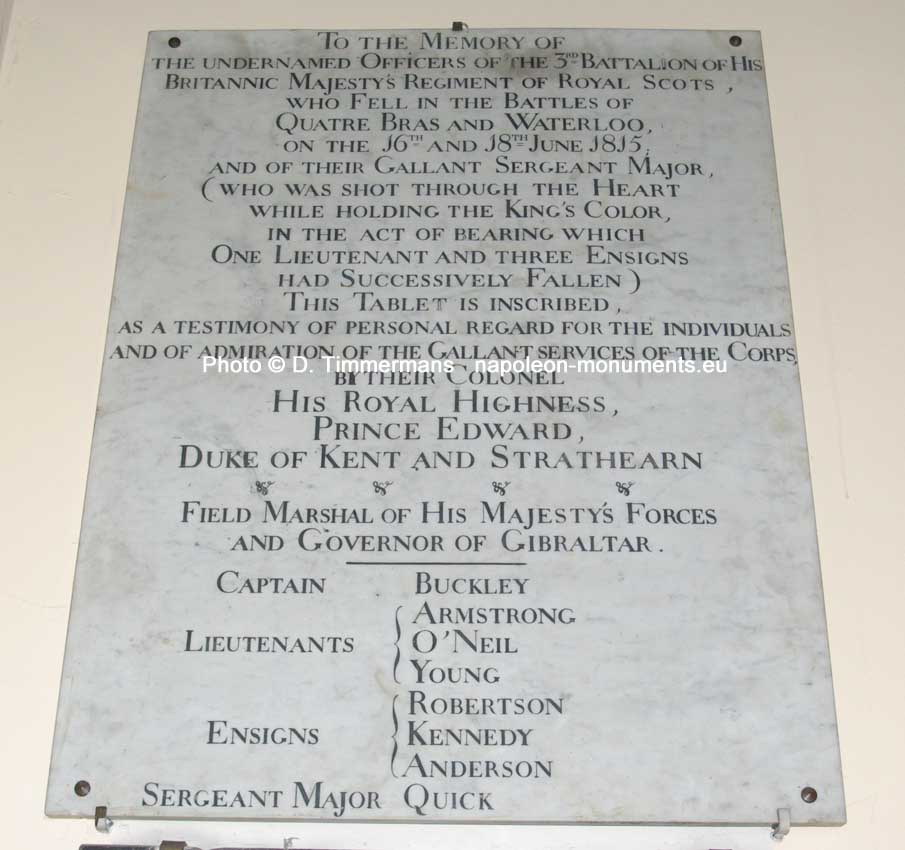 TO THE MEMORY OF
THE UNDERNAMED OFFICERS OF THE 3RD BATTALION OF HIS
BRITANNIC MAJESTY'S REGIMENT OF ROYAL SCOTS,
WHO FELL IN THE BATTLES OF
QUATRE BRAS AND WATERLOO,
ON THE 16TH AND 18TH JUNE 1815,
AND OF THEIR GALLANT SERGEANT MAJOR,
(WHO WAS SHOT THROUGH THE HEART
WHILE HOLDING THE KING'S COLOR,
IN THE ACT OF BEARING WHICH
ONE LIEUTENANT AND THREE ENSIGNS
HAD SUCCESSIVELY FALLEN)
THIS TABLET IS INSCRIBED,
AS A TESTIMONY OF PERSONAL REGARD FOR THE INDIVIDUALS
AND OF ADMIRATION OF THE GALLANT SERVICES OF THE CORPS,
Photo © D. Timmermans - napoleon-monuments.eu
BY THEIR COLONEL
HIS ROYAL HIGHNESS,
PRINCE EDWARD,
DUKE OF KENT AND STRATHEARN
FIELD MARSHAL OF HIS MAJESTY'S FORCES
AND GOVERNOR OF GIBRALTAR.
CAPTAIN BUCKLEY
ARMSTRONG
LIEUTENANTS O'NEIL
YOUNG
ROBERTSON
ENSIGNS KENNEDY
ANDERSON
SERGEANT MAJOR QUICK